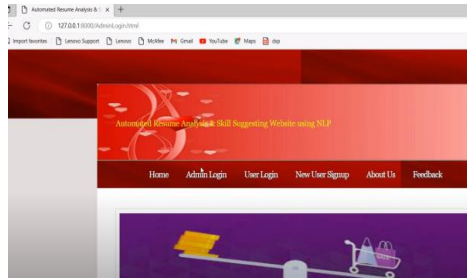 Automated Resume Analysis & S
127.0.0.1:8000/AdminLogin.html
Import favorites Lenovo Support Lenovo McAfee Gmail YouTube Maps dsp
Automated Resume Analysis & Skill Suggesting Website using NLP
Home Admin Login User Login New User Signup About Us Feedback
SALE